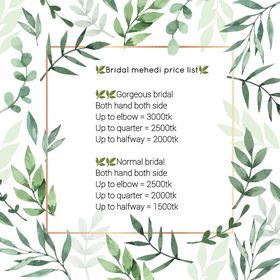 🌿Bridal mehedi price list🌿
🌿🌿Gorgeous bridal
Both hand both side
Up to elbow = 3000tk
Up to quarter = 2500tk
Up to halfway = 2000tk
🌿🌿Normal bridal
Both hand both side
Up to elbow = 2500tk
Up to quarter = 2000tk
Up to halfway = 1500tk